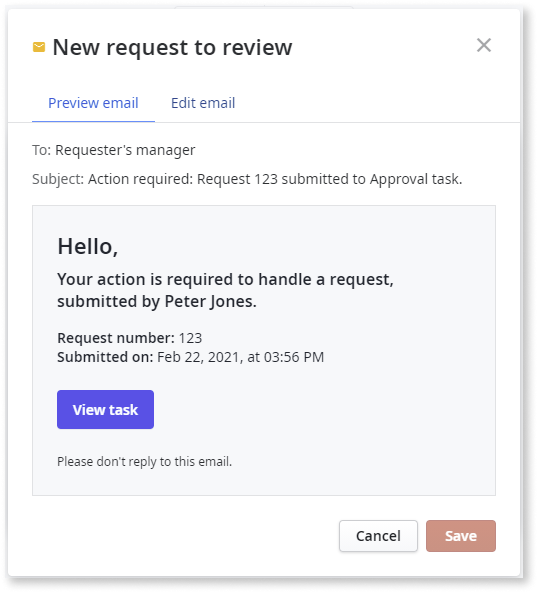 New request to review
Preview email Edit email
To: Requester's manager
Subject: Action required: Request 123 submitted to Approval task.
Hello,
Your action is required to handle a request,
submitted by Peter Jones.
Request number: 123
Submitted on: Feb 22, 2021, at 03:56 PM
View task
Please don't reply to this email.
Cancel Save